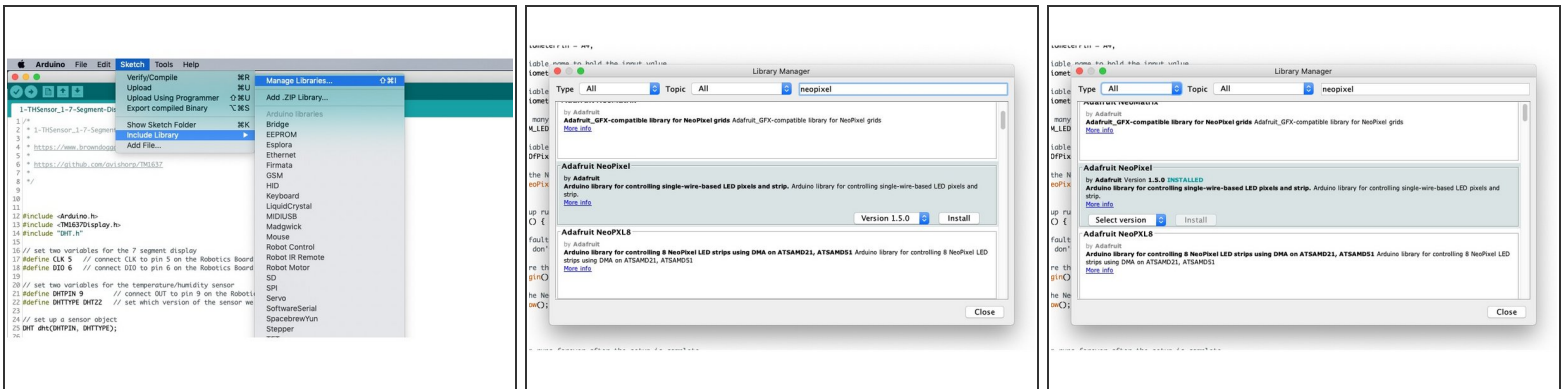 Arduino File Edit Sketch Tools Help
Verify/Compile ⌘R
Upload ⌘U
Upload Using Programmer ⇧⌘U
Export compiled Binary ⌥⌘S
Show Sketch Folder ⌘K
Include Library
Add File...
Manage Libraries... ⇧⌘I
Add .ZIP Library...
Arduino libraries
Bridge
EEPROM
Esplora
Ethernet
Firmata
GSM
HID
Keyboard
LiquidCrystal
MIDIUSB
Madgwick
Mouse
Robot Control
Robot IR Remote
Robot Motor
SD
SPI
Servo
SoftwareSerial
SpacebrewYun
Stepper
1-THSensor_1-7-Segment-Dis
1 /*
2 * 1-THSensor_1-7-Segment
3 *
4 * https://www.browndogg
5 *
6 * https://github.com/avishorp/TM1637
7 *
8 */
9
10
11
12 #include <Arduino.h>
13 #include <TM1637Display.h>
14 #include "DHT.h"
15
16 // set two variables for the 7 segment display
17 #define CLK 5 // connect CLK to pin 5 on the Robotics Board
18 #define DIO 6 // connect DIO to pin 6 on the Robotics Board
19
20 // set two variables for the temperature/humidity sensor
21 #define DHTPIN 9 // connect OUT to pin 9 on the Roboti
22 #define DHTTYPE DHT22 // set which version of the sensor we
23
24 // set up a sensor object
25 DHT dht(DHTPIN, DHTTYPE);
Library Manager
Type All Topic All neopixel
by Adafruit
Adafruit_GFX-compatible library for NeoPixel grids Adafruit_GFX-compatible library for NeoPixel grids
More info
Adafruit NeoPixel
by Adafruit
Arduino library for controlling single-wire-based LED pixels and strip. Arduino library for controlling single-wire-based LED pixels and
strip.
More info
Version 1.5.0 Install
Adafruit NeoPXL8
by Adafruit
Arduino library for controlling 8 NeoPixel LED strips using DMA on ATSAMD21, ATSAMD51 Arduino library for controlling 8 NeoPixel LED
strips using DMA on ATSAMD21, ATSAMD51
More info
Close
Library Manager
Type All Topic All neopixel
Adafruit NeoMatrix
by Adafruit
Adafruit_GFX-compatible library for NeoPixel grids Adafruit_GFX-compatible library for NeoPixel grids
More info
Adafruit NeoPixel
by Adafruit Version 1.5.0 INSTALLED
Arduino library for controlling single-wire-based LED pixels and strip. Arduino library for controlling single-wire-based LED pixels and
strip.
More info
Select version Install
Adafruit NeoPXL8
by Adafruit
Arduino library for controlling 8 NeoPixel LED strips using DMA on ATSAMD21, ATSAMD51 Arduino library for controlling 8 NeoPixel LED
strips using DMA on ATSAMD21, ATSAMD51
More info
Close